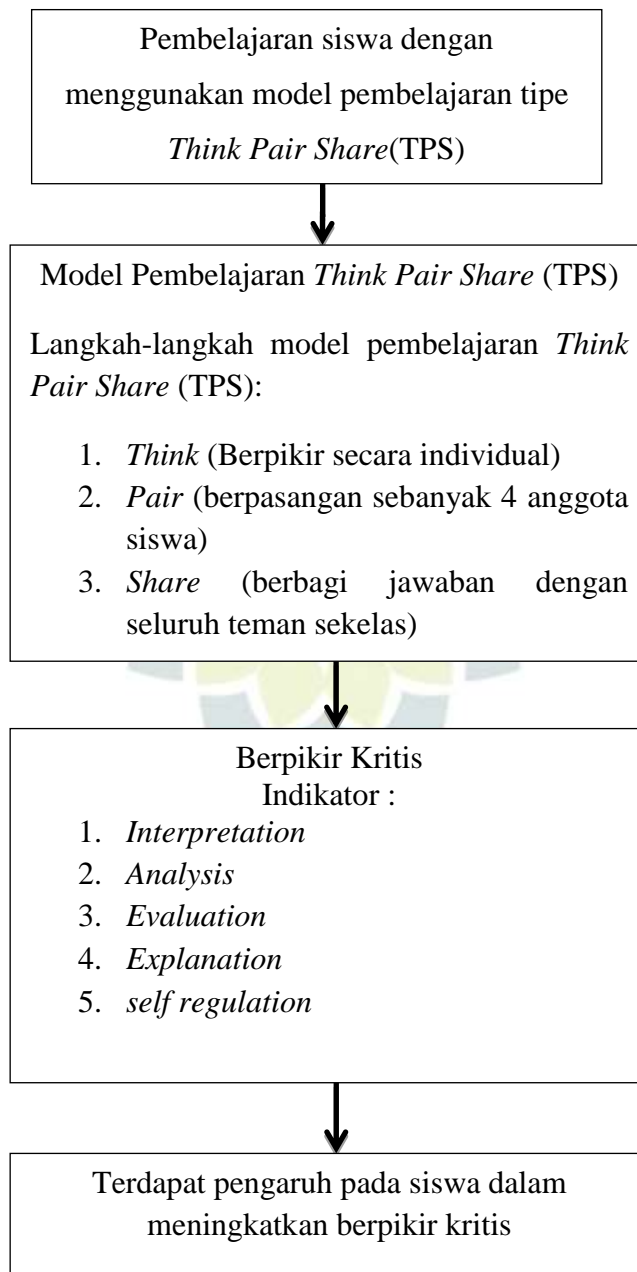 Pembelajaran siswa dengan
menggunakan model pembelajaran tipe
Think Pair Share(TPS)
Model Pembelajaran Think Pair Share (TPS)
Langkah-langkah model pembelajaran Think
Pair Share (TPS):
1. Think (Berpikir secara individual)
2. Pair (berpasangan sebanyak 4 anggota
siswa)
3. Share (berbagi jawaban dengan
seluruh teman sekelas)
Berpikir Kritis
Indikator :
1. Interpretation
2. Analysis
3. Evaluation
4. Explanation
5. self regulation
Terdapat pengaruh pada siswa dalam
meningkatkan berpikir kritis